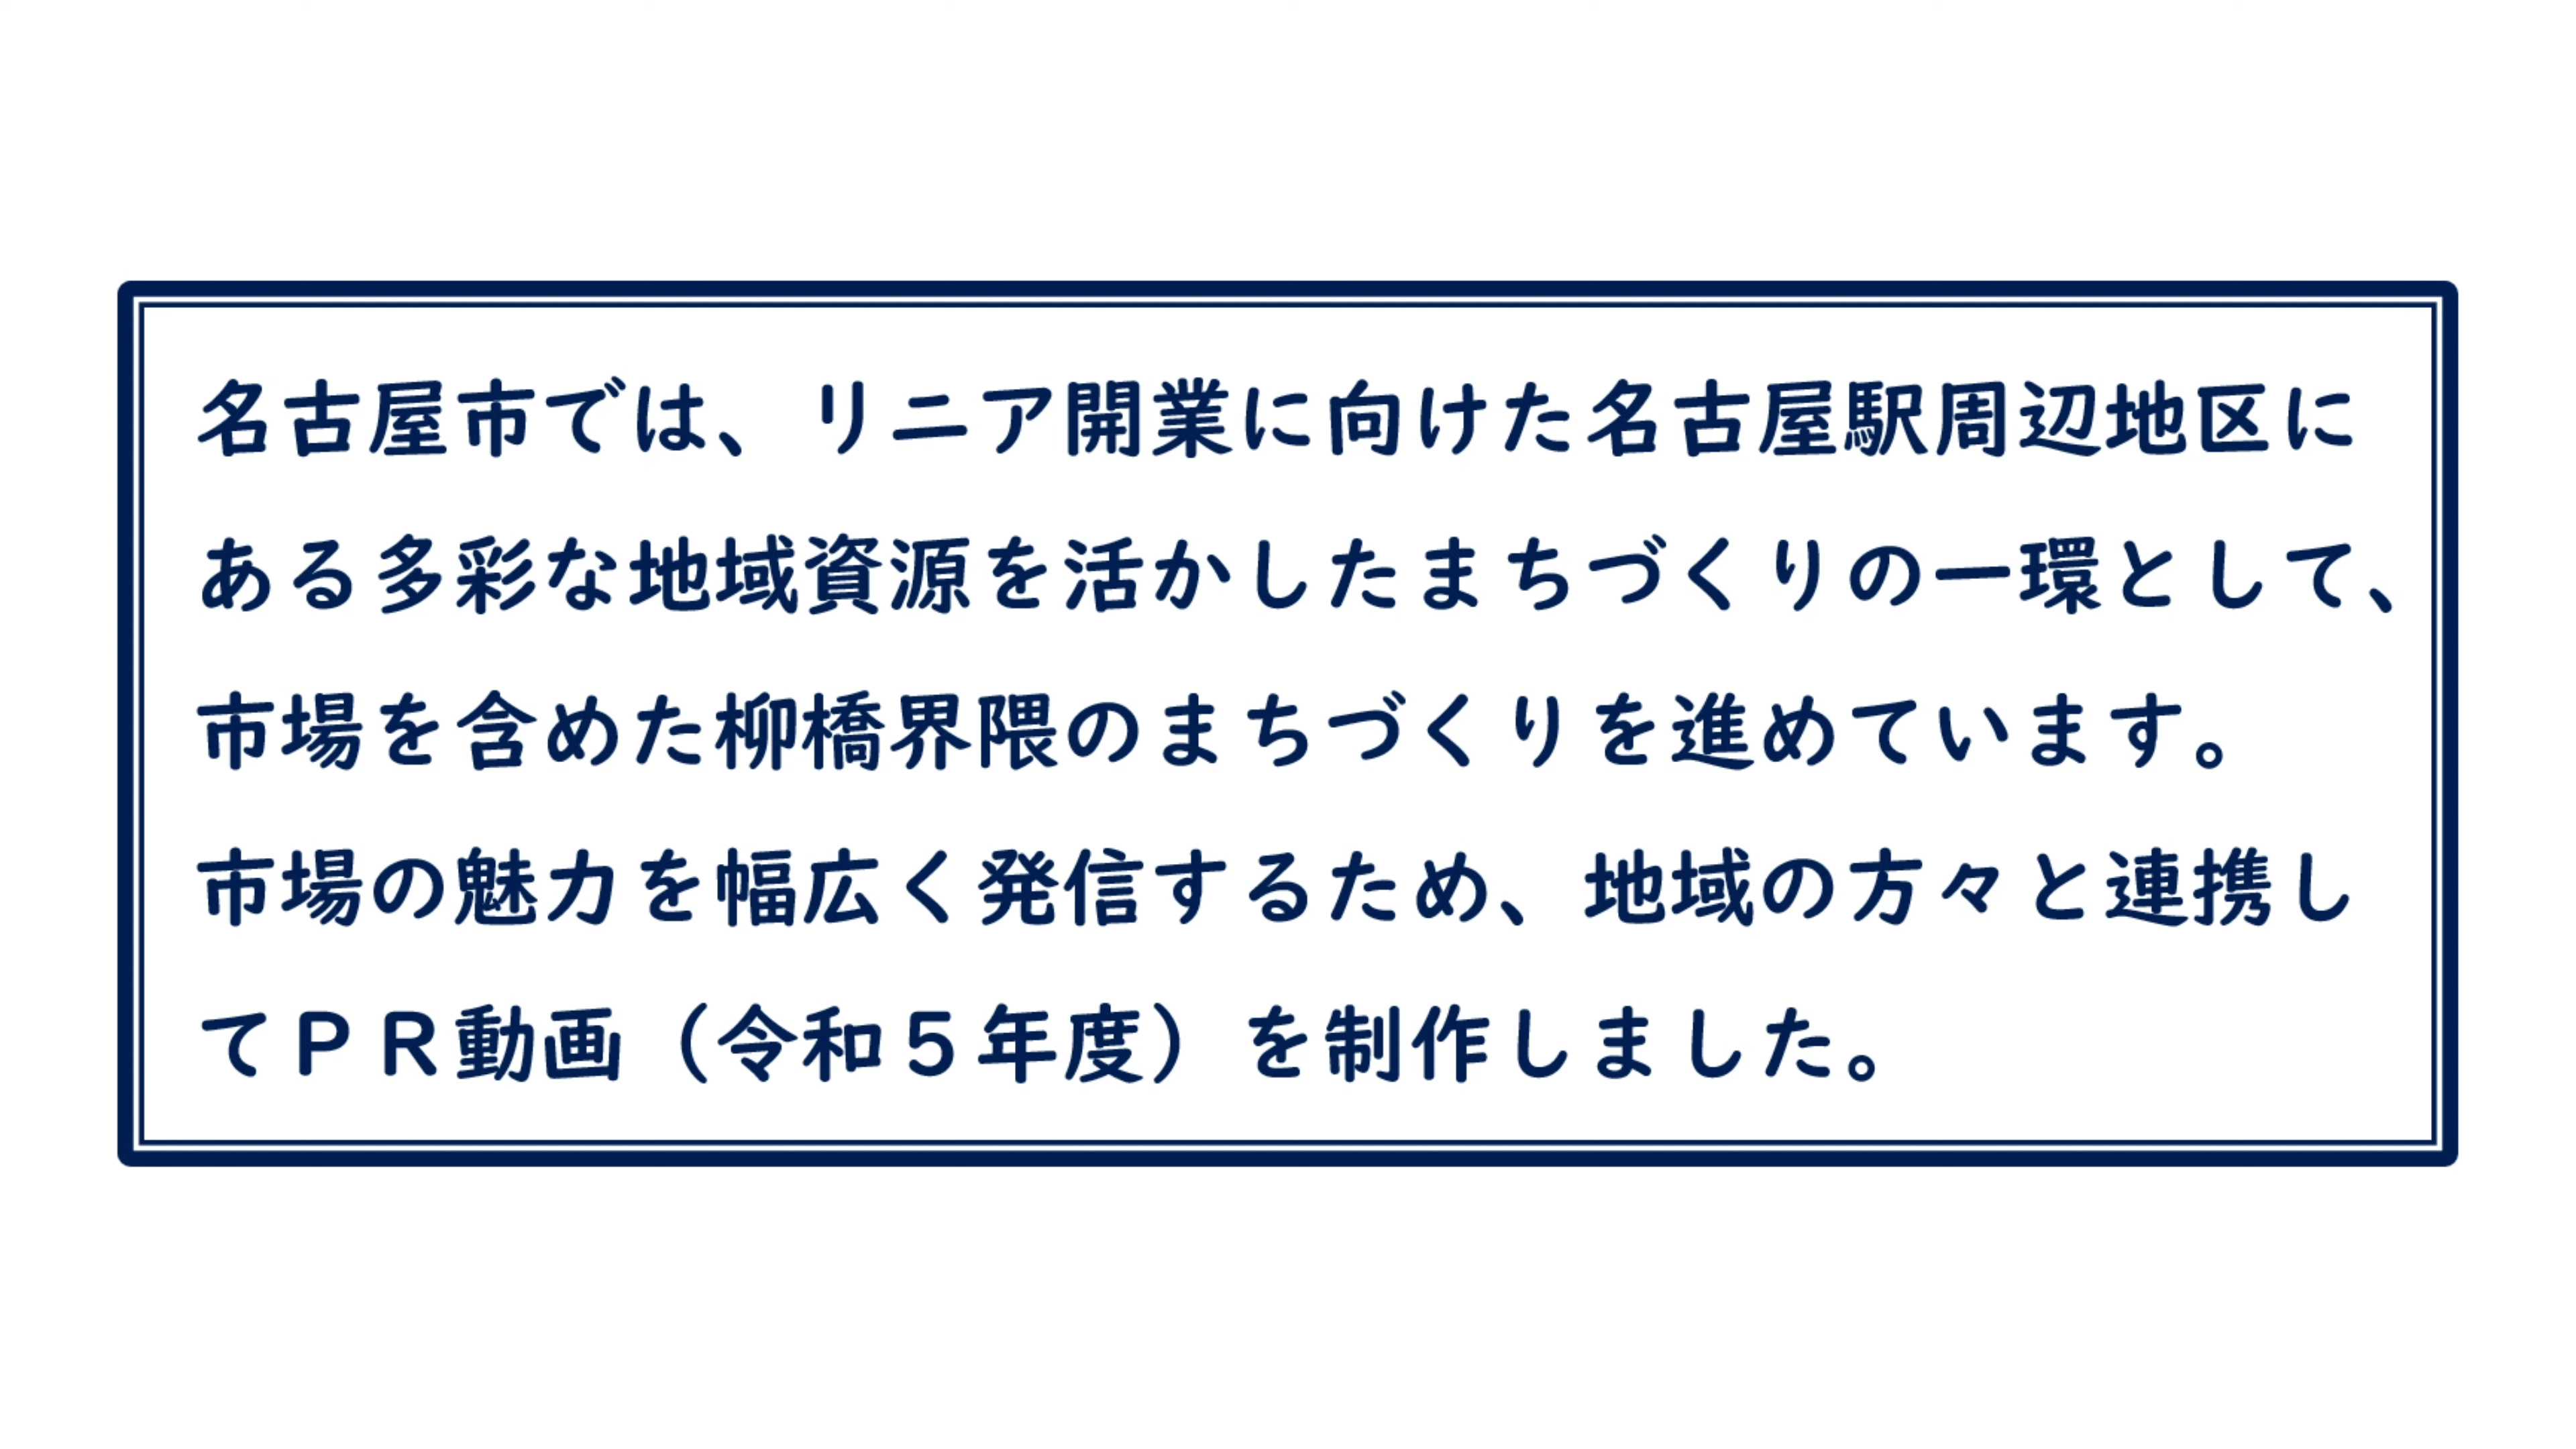 名古屋市では、リニア開業に向けた名古屋駅周辺地区に
ある多彩な地域資源を活かしたまちづくりの一環として、
市場を含めた柳橋界隈のまちづくりを進めています。
市場の魅力を幅広く発信するため、地域の方々と連携し
てＰＲ動画（令和５年度）を制作しました。